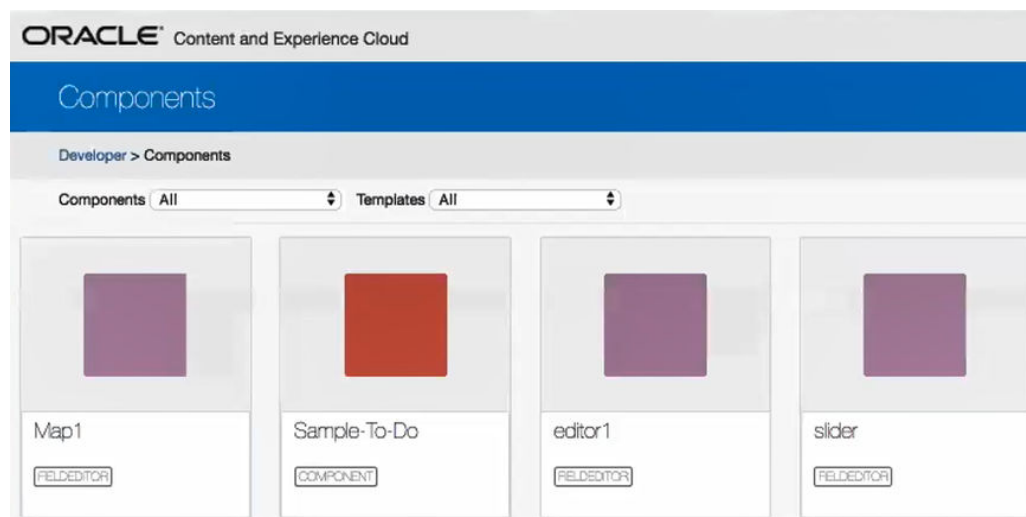 ORACLE® Content and Experience Cloud
Components
Developer > Components
Components All Templates All
Map1 Sample-To-Do editor1 slider
FIELDEDITOR COMPONENT FIELDEDITOR FIELDEDITOR